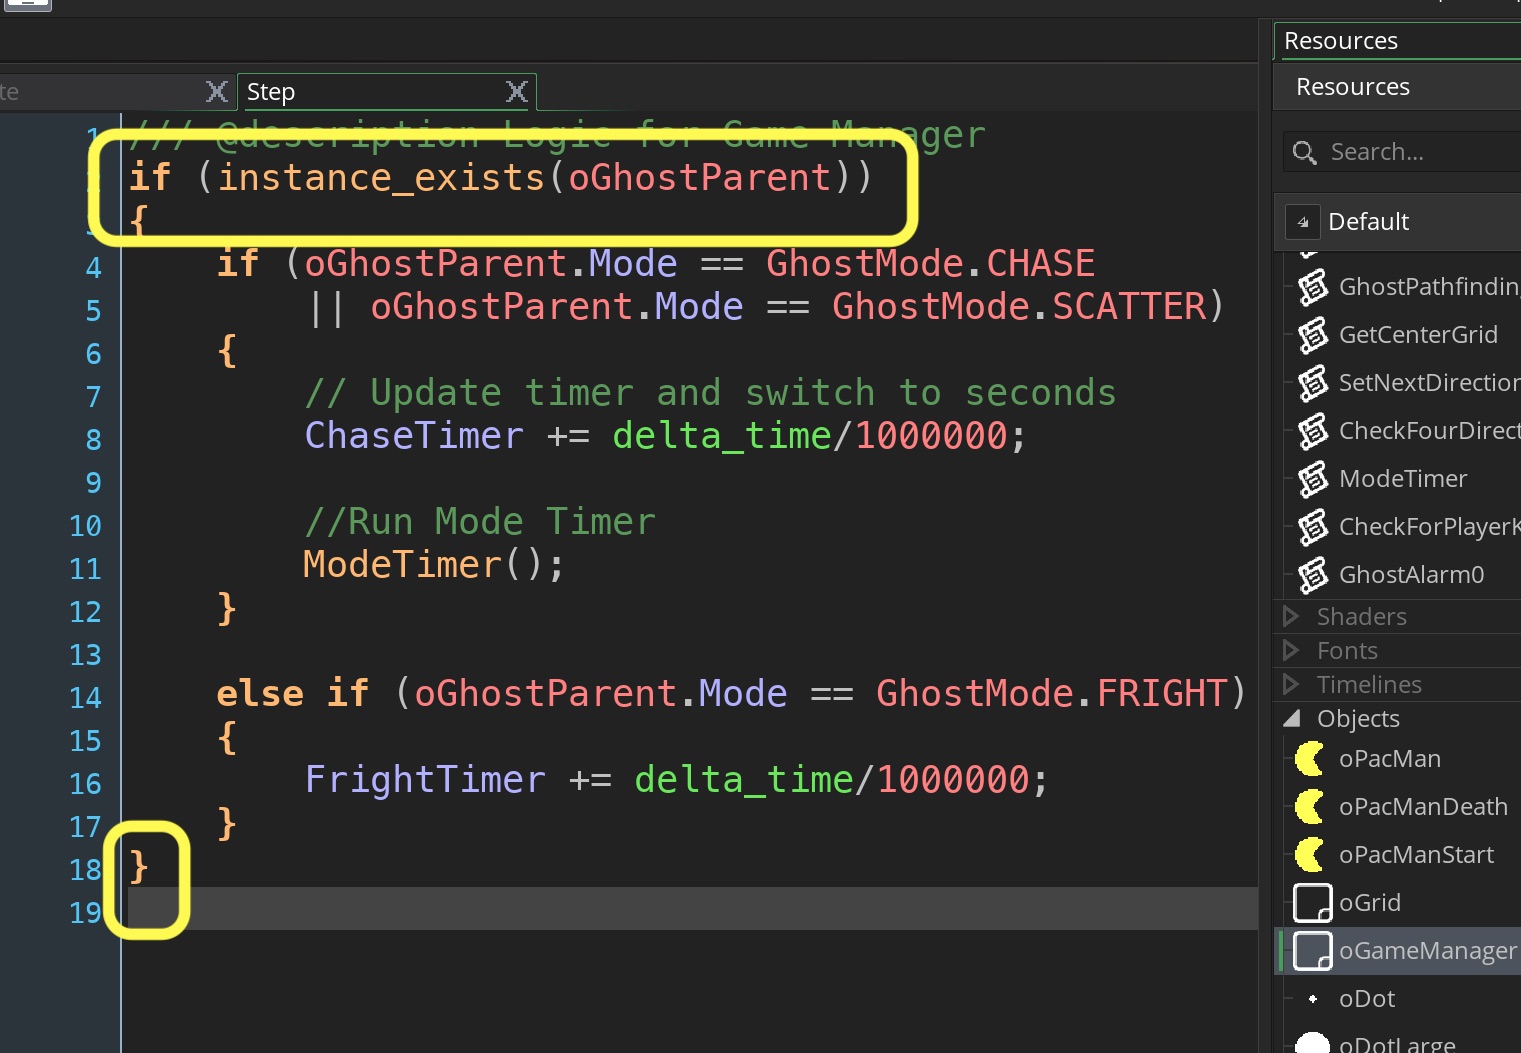 te
Step
1 /// @description Logic for Game Manager
if (instance_exists(oGhostParent))
{
4 if (oGhostParent.Mode == GhostMode.CHASE
5 || oGhostParent.Mode == GhostMode.SCATTER)
6 {
7 // Update timer and switch to seconds
8 ChaseTimer += delta_time/1000000;
9
10 //Run Mode Timer
11 ModeTimer();
12 }
13
14 else if (oGhostParent.Mode == GhostMode.FRIGHT)
15 {
16 FrightTimer += delta_time/1000000;
17 }
18 }
19
Resources
Resources
Search...
Default
GhostPathfindin
GetCenterGrid
SetNextDirection
CheckFourDirect
ModeTimer
CheckForPlayerK
GhostAlarm0
Shaders
Fonts
Timelines
Objects
oPacMan
oPacManDeath
oPacManStart
oGrid
oGameManager
oDot
oDotLarge